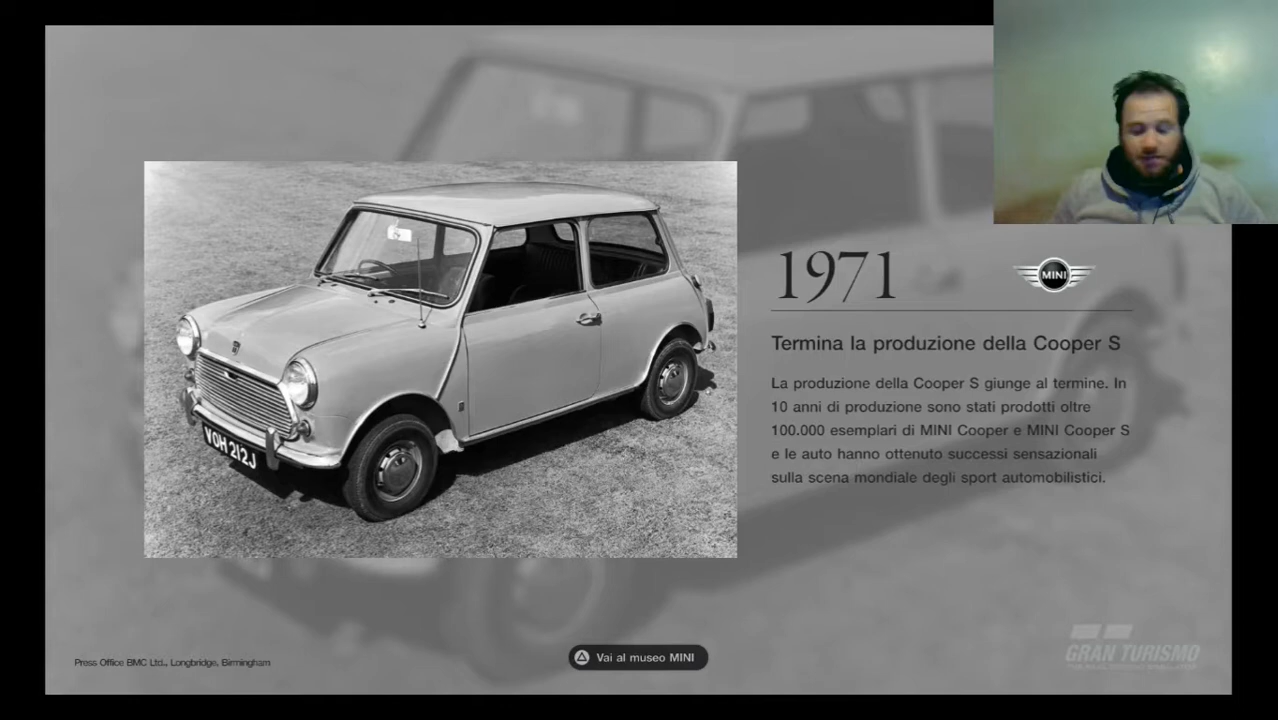 1971
MINI
Termina la produzione della Cooper S
La produzione della Cooper S giunge al termine. In
10 anni di produzione sono stati prodotti oltre
100.000 esemplari di MINI Cooper e MINI Cooper S
e le auto hanno ottenuto successi sensazionali
sulla scena mondiale degli sport automobilistici.
VOH 212J
Press Office BMC Ltd., Longbridge, Birmingham
Vai al museo MINI
GRAN TURISMO